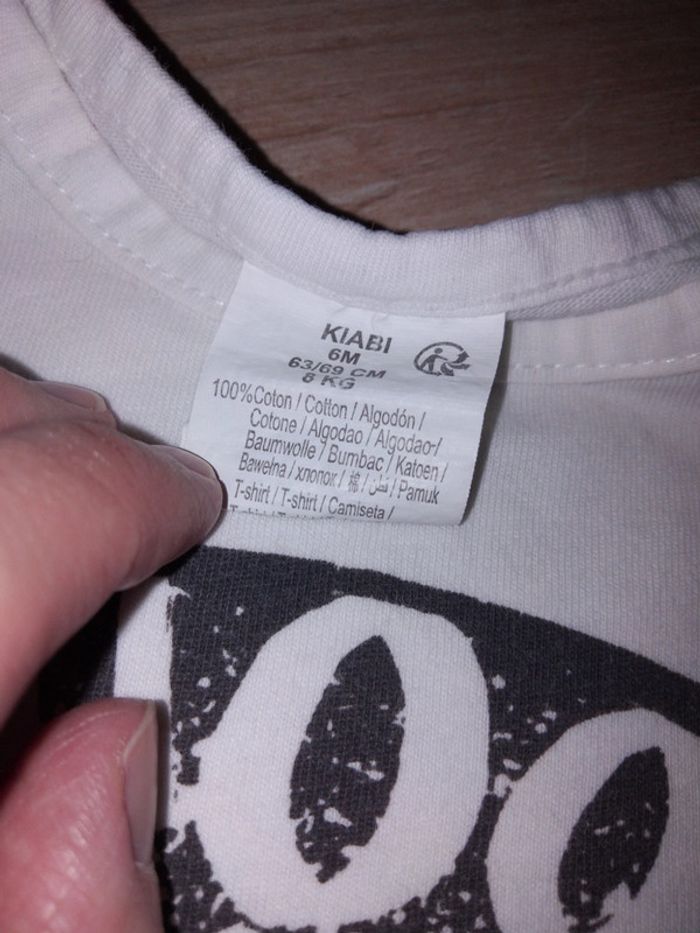 KIABI
6M
63/69 CM
8 KG
100%Coton / Cotton / Algodón /
Cotone / Algodao / Algodao-/
Baumwolle / Bumbac / Katoen /
Bawełna / хлопок / 棉 / قطن / Pamuk
T-shirt / T-shirt / Camiseta /